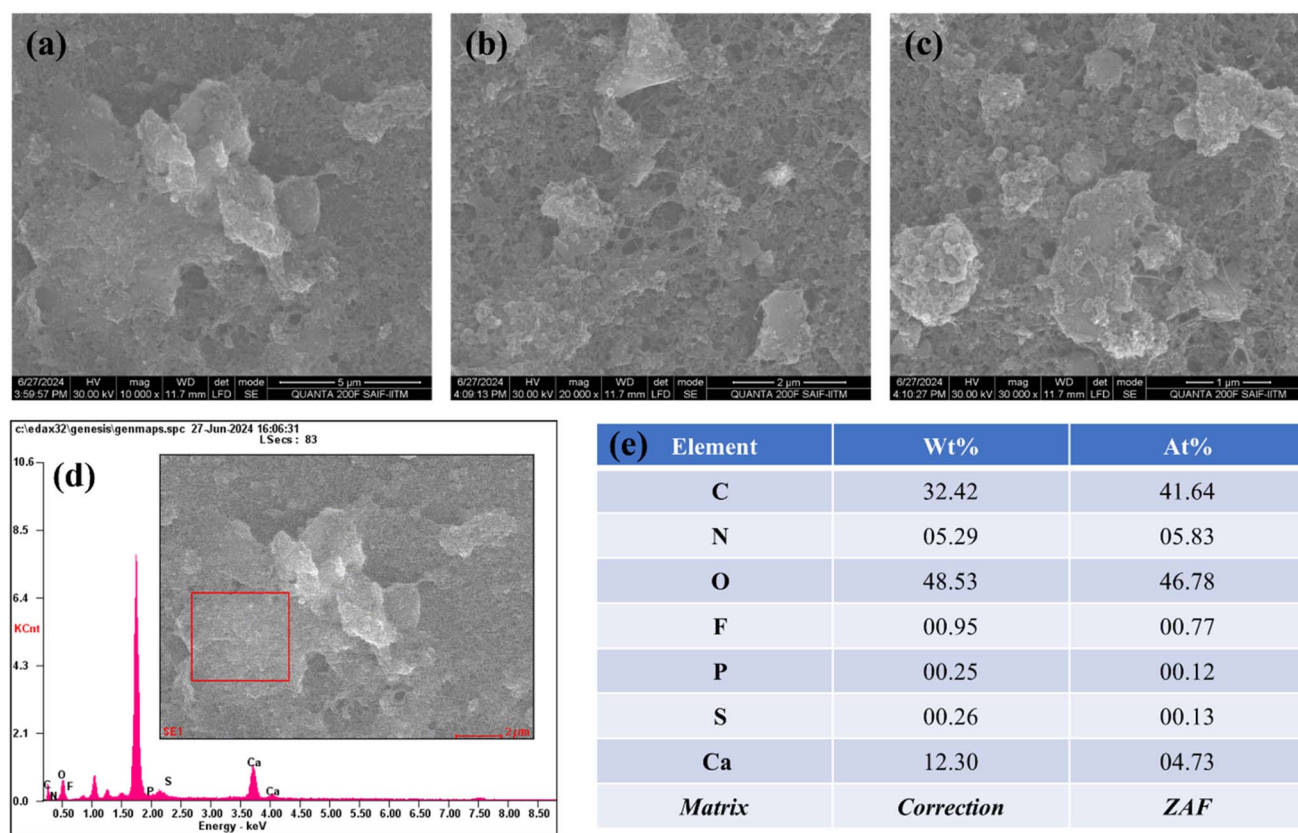 (a)
6/27/2024 HV mag WD det mode 5 µm
3:59:57 PM 30.00 kV 10 000 x 11.7 mm LFD SE QUANTA 200F SAIF-IITM
(b)
6/27/2024 HV mag WD det mode 2 µm
4:09:13 PM 30.00 kV 20 000 x 11.7 mm LFD SE QUANTA 200F SAIF-IITM
(c)
6/27/2024 HV mag WD det mode 1 µm
4:10:27 PM 30.00 kV 30 000 x 11.7 mm LFD SE QUANTA 200F SAIF-IITM
c:\edax32\genesis\genmaps.spc 27-Jun-2024 16:06:31
LSecs : 83
(d)
10.6
8.5
6.4
KCnt
4.3
2.1
0.0
SE1
2µm
C
N
O
F
P
S
Ca
Ca
0.50 1.00 1.50 2.00 2.50 3.00 3.50 4.00 4.50 5.00 5.50 6.00 6.50 7.00 7.50 8.00 8.50
Energy - keV
(e) Element Wt% At%
C 32.42 41.64
N 05.29 05.83
O 48.53 46.78
F 00.95 00.77
P 00.25 00.12
S 00.26 00.13
Ca 12.30 04.73
Matrix Correction ZAF